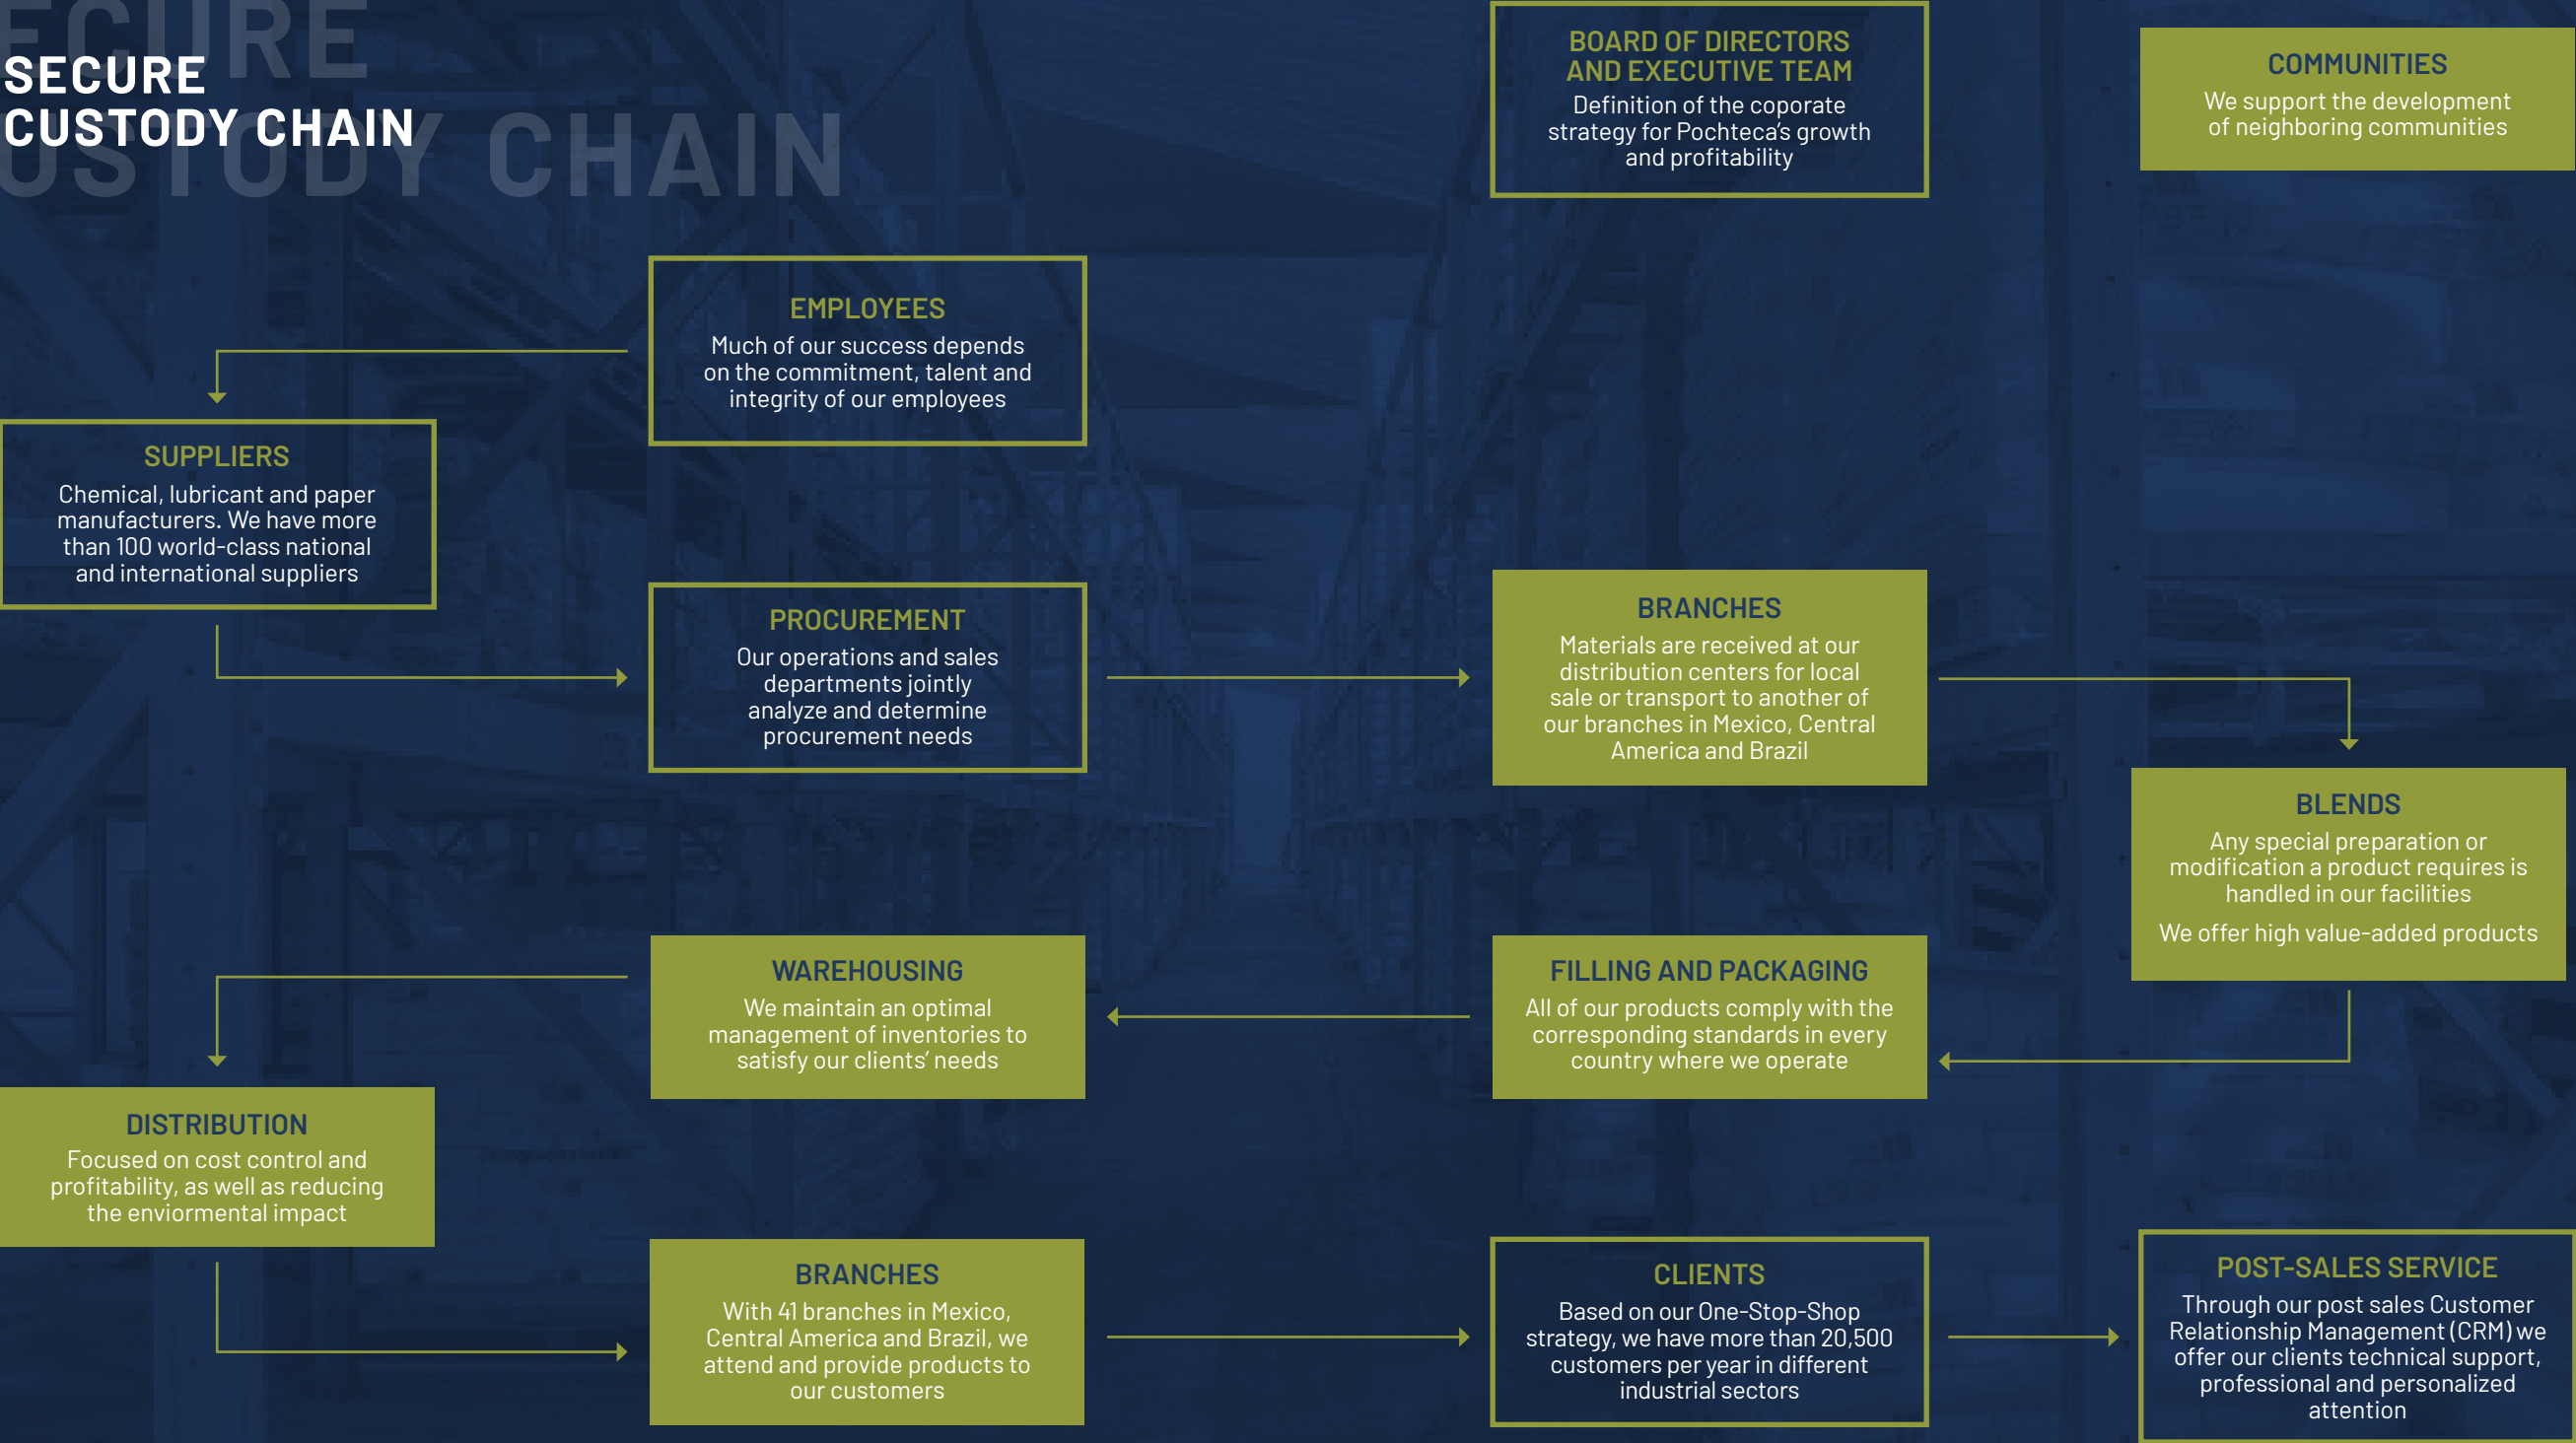 ECURE
USTODY CHAIN
SECURE
CUSTODY CHAIN
BOARD OF DIRECTORS
AND EXECUTIVE TEAM
Definition of the coporate
strategy for Pochteca's growth
and profitability
COMMUNITIES
We support the development
of neighboring communities
EMPLOYEES
Much of our success depends
on the commitment, talent and
integrity of our employees
SUPPLIERS
Chemical, lubricant and paper
manufacturers. We have more
than 100 world-class national
and international suppliers
PROCUREMENT
Our operations and sales
departments jointly
analyze and determine
procurement needs
BRANCHES
Materials are received at our
distribution centers for local
sale or transport to another of
our branches in Mexico, Central
America and Brazil
BLENDS
Any special preparation or
modification a product requires is
handled in our facilities
We offer high value-added products
FILLING AND PACKAGING
All of our products comply with the
corresponding standards in every
country where we operate
WAREHOUSING
We maintain an optimal
management of inventories to
satisfy our clients' needs
DISTRIBUTION
Focused on cost control and
profitability, as well as reducing
the enviormental impact
BRANCHES
With 41 branches in Mexico,
Central America and Brazil, we
attend and provide products to
our customers
CLIENTS
Based on our One-Stop-Shop
strategy, we have more than 20,500
customers per year in different
industrial sectors
POST-SALES SERVICE
Through our post sales Customer
Relationship Management (CRM) we
offer our clients technical support,
professional and personalized
attention